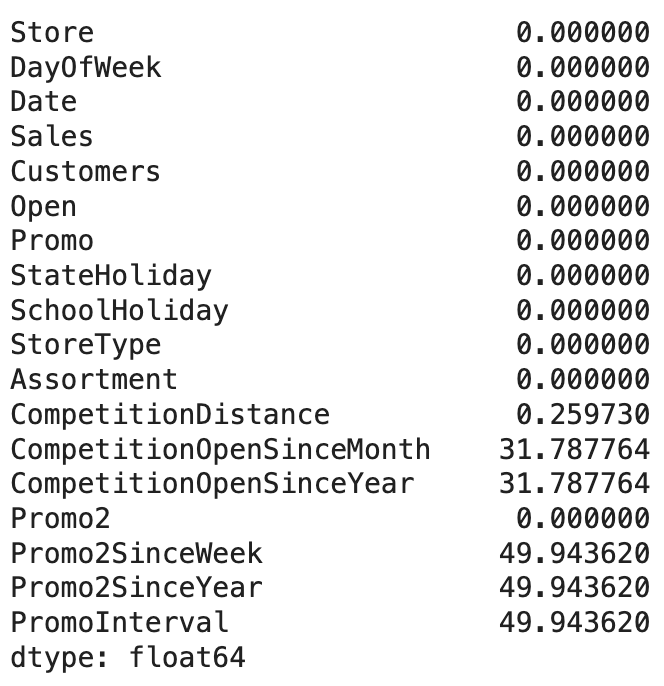 Store 0.000000
DayOfWeek 0.000000
Date 0.000000
Sales 0.000000
Customers 0.000000
Open 0.000000
Promo 0.000000
StateHoliday 0.000000
SchoolHoliday 0.000000
StoreType 0.000000
Assortment 0.000000
CompetitionDistance 0.259730
CompetitionOpenSinceMonth 31.787764
CompetitionOpenSinceYear 31.787764
Promo2 0.000000
Promo2SinceWeek 49.943620
Promo2SinceYear 49.943620
PromoInterval 49.943620
dtype: float64